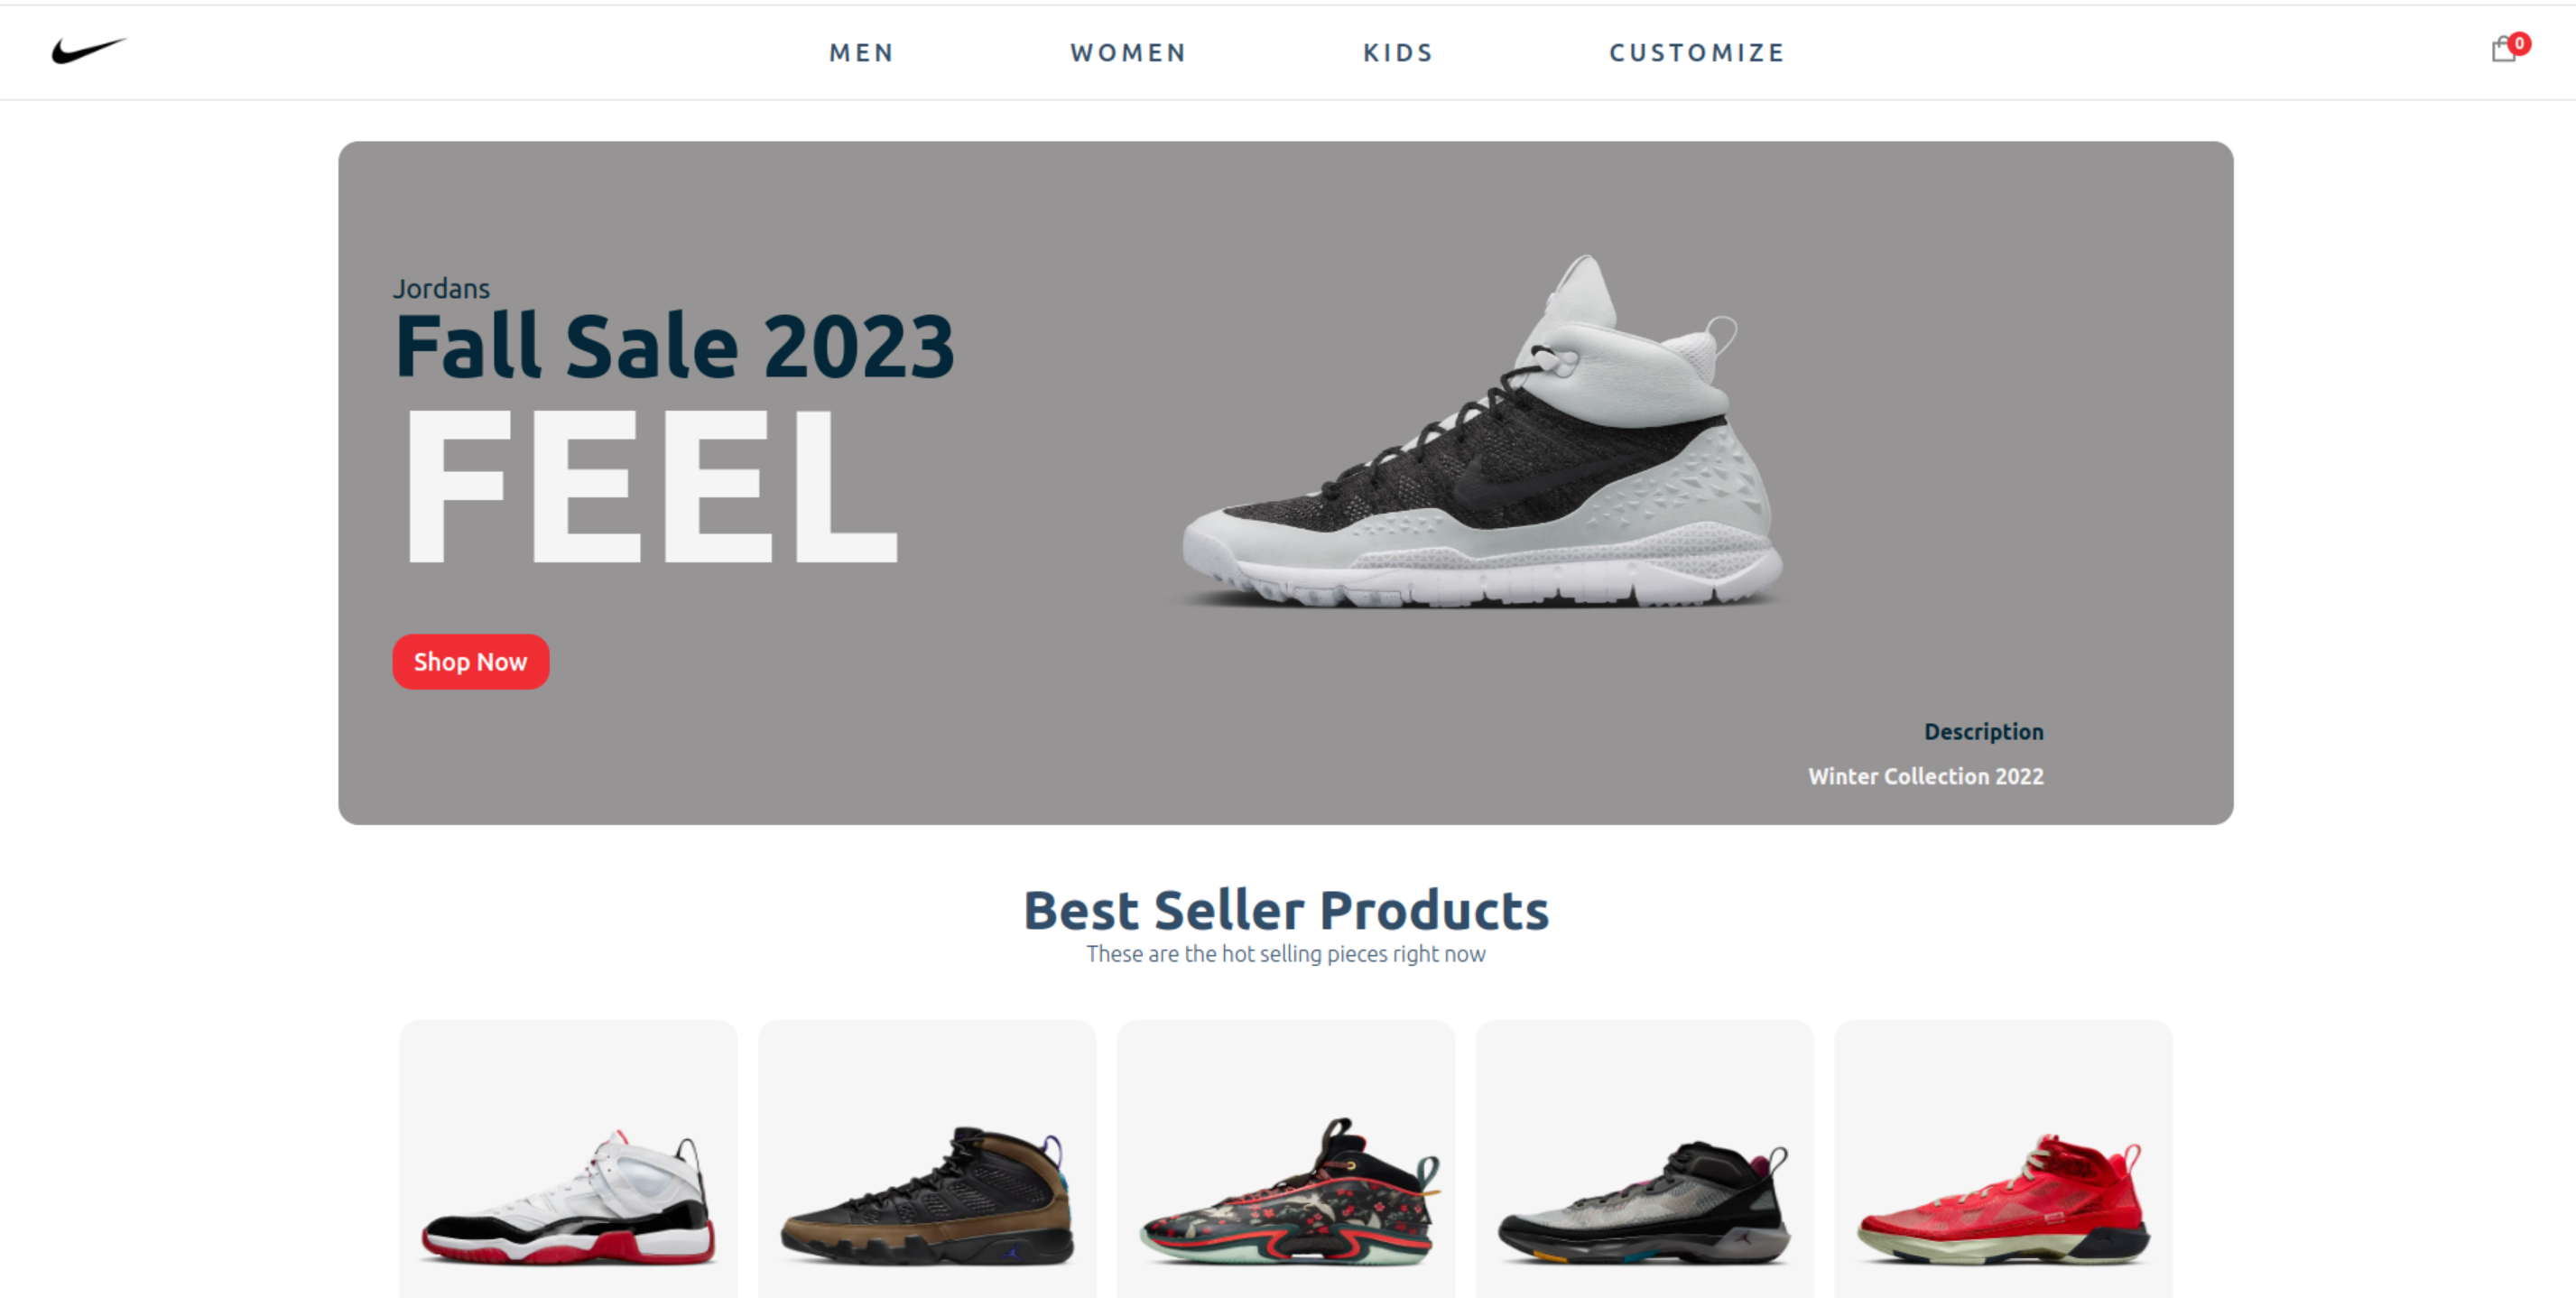 MEN WOMEN KIDS CUSTOMIZE 0
Jordans
Fall Sale 2023
FEEL
Shop Now
Description
Winter Collection 2022
Best Seller Products
These are the hot selling pieces right now